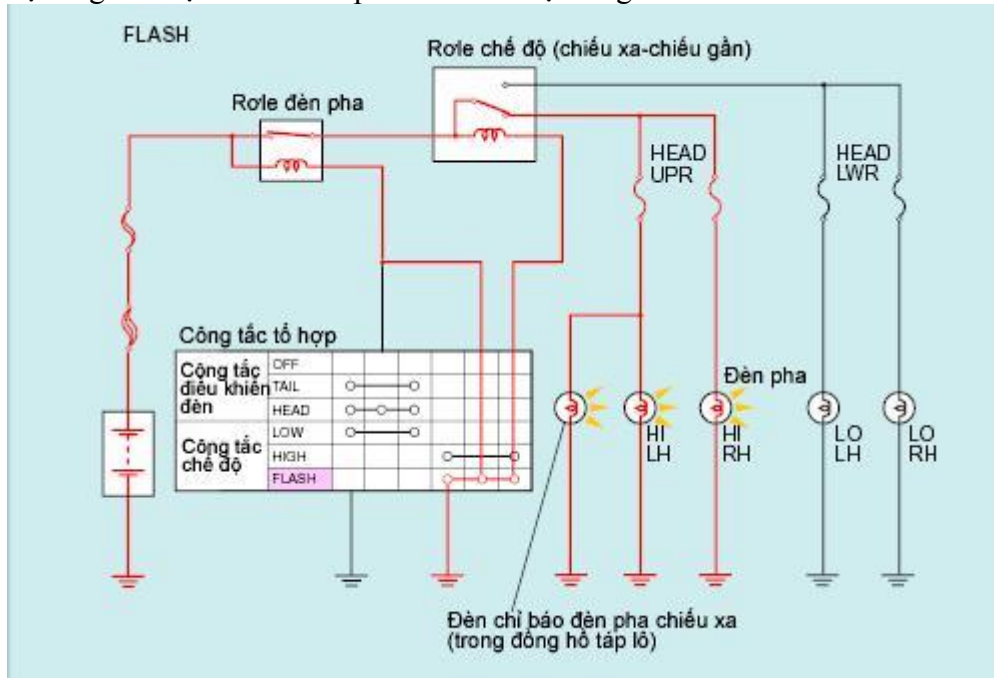 FLASH
Rơle chế độ (chiếu xa-chiếu gần)
Rơle đèn pha
HEAD
UPR
HEAD
LWR
Công tắc tổ hợp
Công tắc
điều khiển
đèn
OFF
TAIL
HEAD
Công tắc
chế độ
LOW
HIGH
FLASH
Đèn pha
HI
LH
HI
RH
LO
LH
LO
RH
Đèn chỉ báo đèn pha chiếu xa
(trong đồng hồ táp lô)